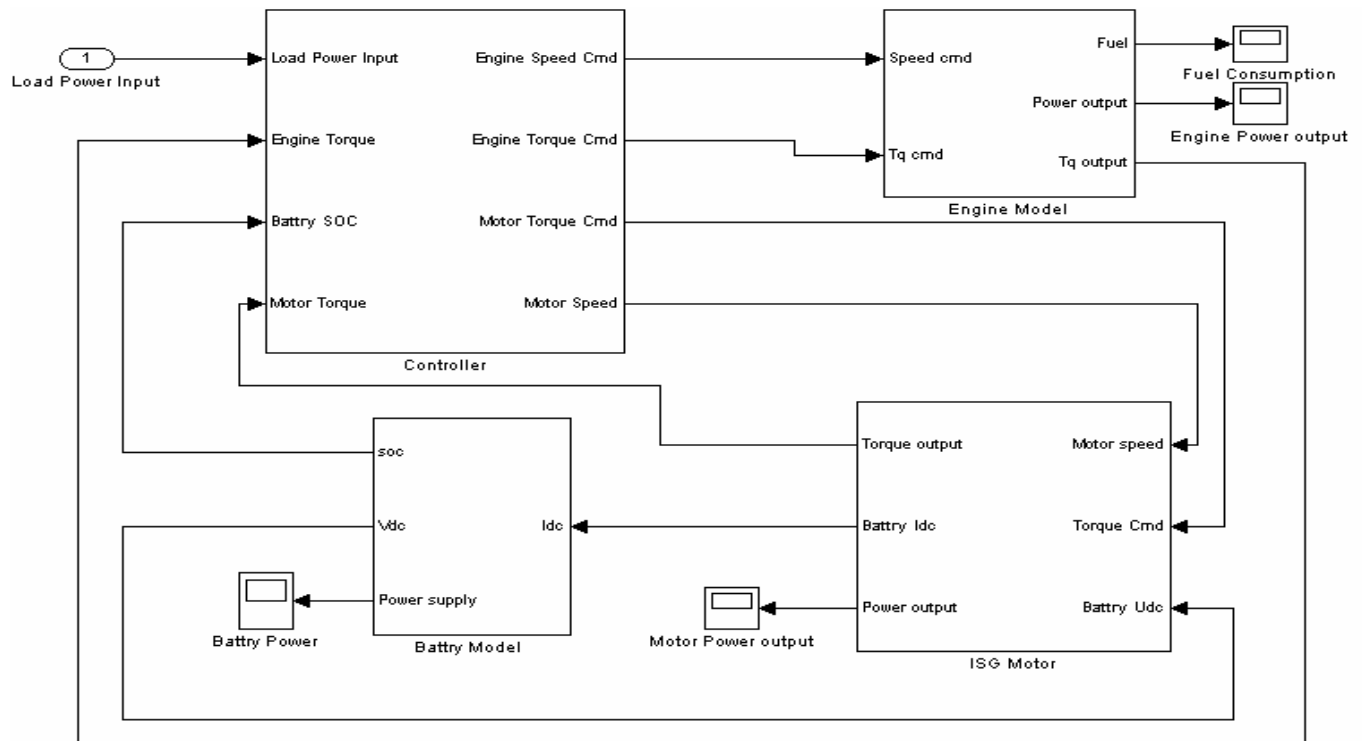 1
Load Power Input
Load Power Input
Engine Torque
Battry SOC
Motor Torque
Engine Speed Cmd
Engine Torque Cmd
Motor Torque Cmd
Motor Speed
Controller
Speed cmd
Tq cmd
Fuel
Power output
Tq output
Engine Model
Fuel Consumption
Engine Power output
soc
Vdc
Power supply
Idc
Battry Model
Battry Power
Torque output
Battry Idc
Power output
Motor speed
Torque Cmd
Battry Udc
ISG Motor
Motor Power output